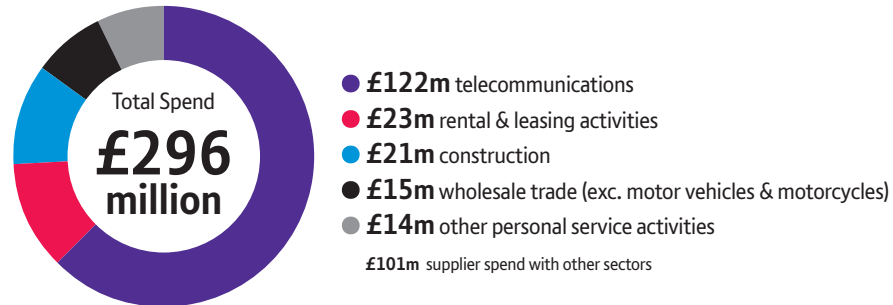 Total Spend
£296
million
£122m telecommunications
£23m rental & leasing activities
£21m construction
£15m wholesale trade (exc. motor vehicles & motorcycles)
£14m other personal service activities
£101m supplier spend with other sectors